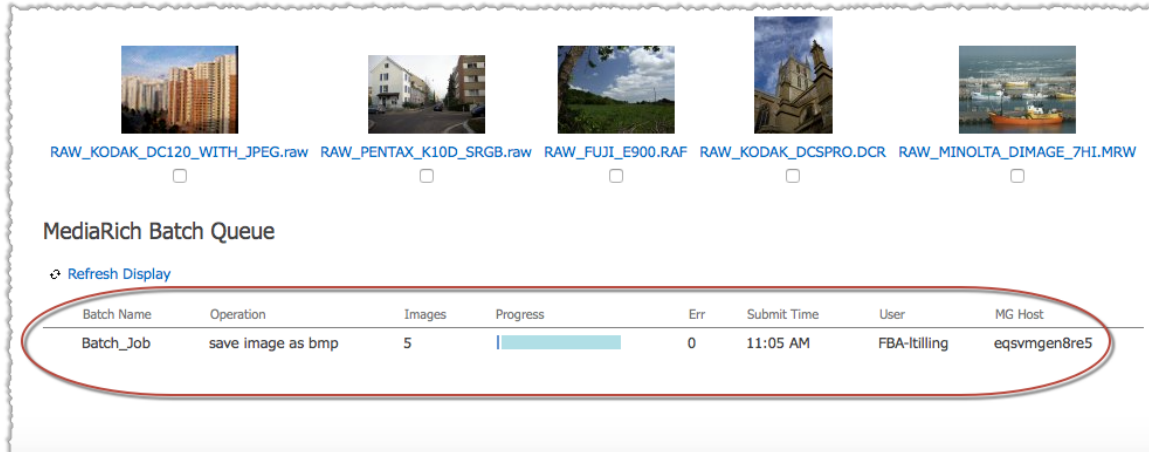 RAW_KODAK_DC120_WITH_JPEG.raw RAW_PENTAX_K10D_SRGB.raw RAW_FUJI_E900.RAF RAW_KODAK_DCSPRO.DCR RAW_MINOLTA_DIMAGE_7HI.MRW
MediaRich Batch Queue
Refresh Display
Batch Name Operation Images Progress Err Submit Time User MG Host
Batch_Job save image as bmp 5 0 11:05 AM FBA-ltilling eqsvmgen8re5